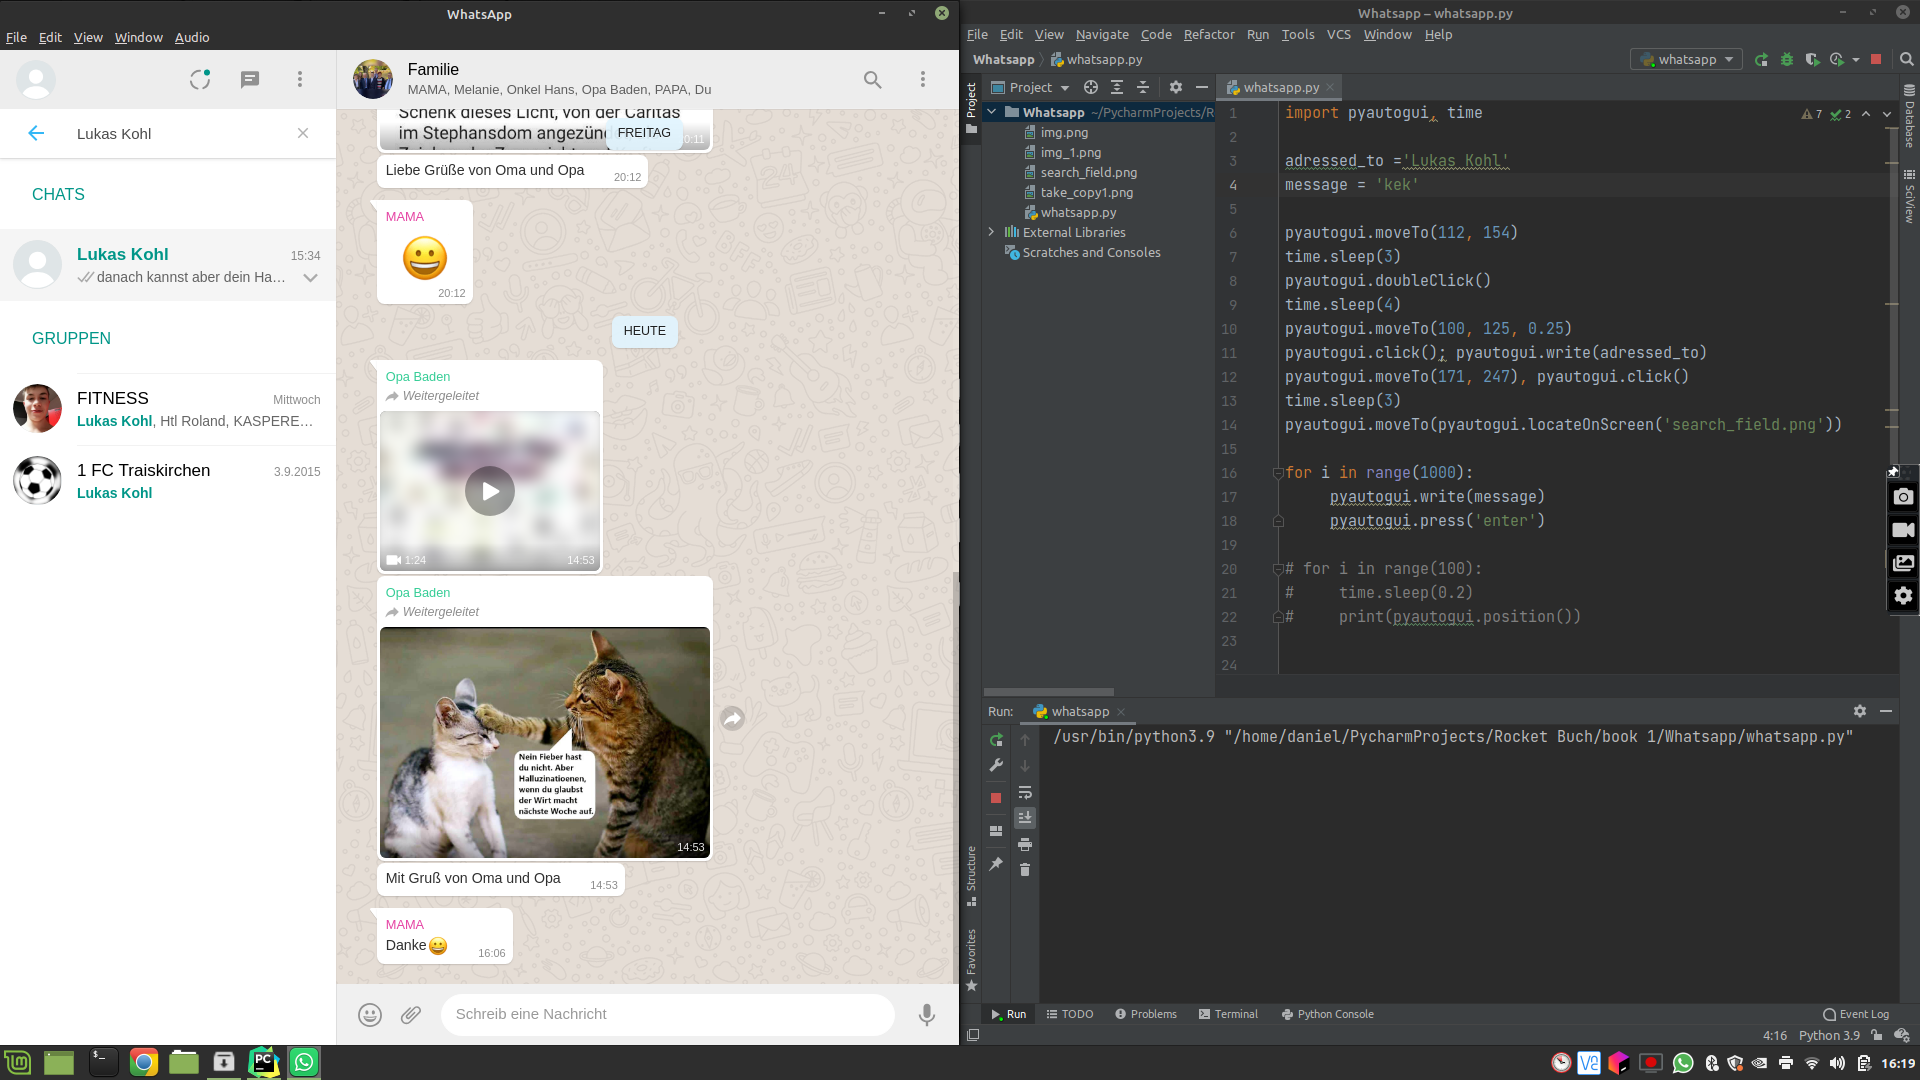 WhatsApp
File Edit View Window Audio
Familie
MAMA, Melanie, Onkel Hans, Opa Baden, PAPA, Du
Lukas Kohl
CHATS
Lukas Kohl 15:34
danach kannst aber dein Ha…
GRUPPEN
FITNESS Mittwoch
Lukas Kohl, Htl Roland, KASPERE…
1 FC Traiskirchen 3.9.2015
Lukas Kohl
Schenk dieses Licht, von der Caritas
im Stephansdom
FREITAG
Liebe Grüße von Oma und Opa 20:12
MAMA
20:12
HEUTE
Opa Baden
Weitergeleitet
1:24 14:53
Opa Baden
Weitergeleitet
Nein Fieber hast
du nicht. Aber
Halluzinatioenen,
wenn du glaubst
der Wirt macht
nächste Woche auf.
14:53
Mit Gruß von Oma und Opa 14:53
MAMA
Danke 16:06
Schreib eine Nachricht
Whatsapp – whatsapp.py
File Edit View Navigate Code Refactor Run Tools VCS Window Help
Whatsapp whatsapp.py
whatsapp
Project
Project
whatsapp.py
Whatsapp ~/PycharmProjects/R
img.png
img_1.png
search_field.png
take_copy1.png
whatsapp.py
External Libraries
Scratches and Consoles
7 2
1 import pyautogui, time
2
3 adressed_to ='Lukas Kohl'
4 message = 'kek'
5
6 pyautogui.moveTo(112, 154)
7 time.sleep(3)
8 pyautogui.doubleClick()
9 time.sleep(4)
10 pyautogui.moveTo(100, 125, 0.25)
11 pyautogui.click(); pyautogui.write(adressed_to)
12 pyautogui.moveTo(171, 247), pyautogui.click()
13 time.sleep(3)
14 pyautogui.moveTo(pyautogui.locateOnScreen('search_field.png'))
15
16 for i in range(1000):
17 pyautogui.write(message)
18 pyautogui.press('enter')
19
20 # for i in range(100):
21 # time.sleep(0.2)
22 # print(pyautogui.position())
23
24
Database
SciView
Run: whatsapp
/usr/bin/python3.9 "/home/daniel/PycharmProjects/Rocket Buch/book 1/Whatsapp/whatsapp.py"
Structure
Favorites
Run TODO Problems Terminal Python Console Event Log
4:16 Python 3.9
16:19